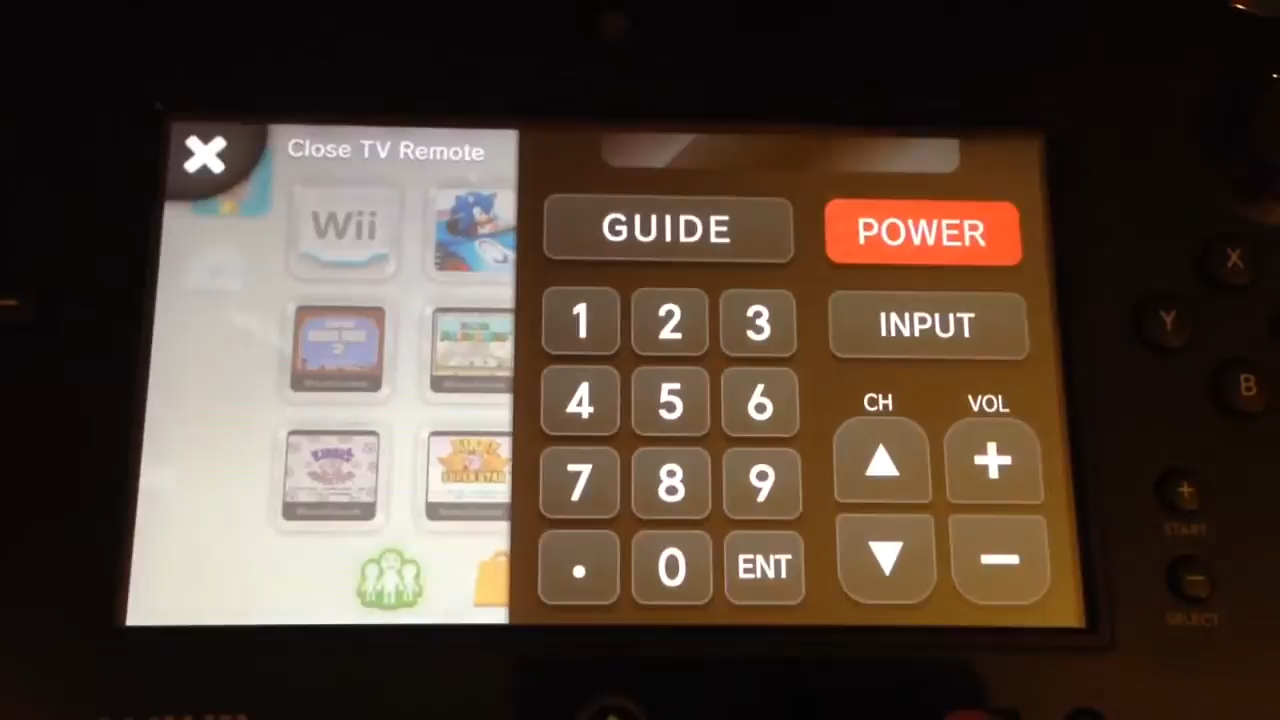 Close TV Remote
GUIDE
POWER
Wii
1
2
3
INPUT
4
5
6
CH
VOL
7
8
9
+
.
0
ENT
−
X
Y
B
+
START
−
SELECT